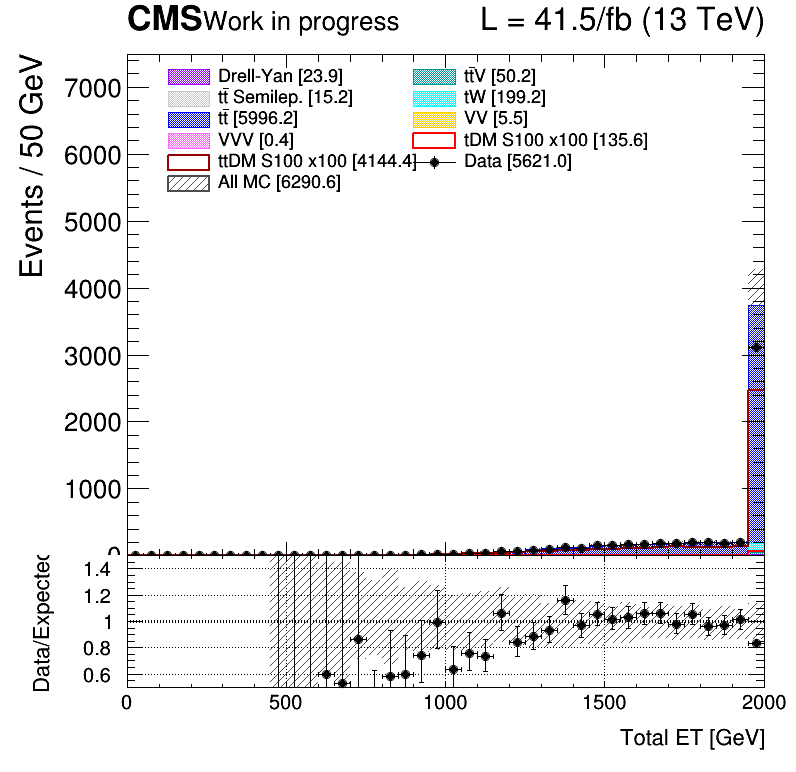 CMS Work in progress L = 41.5/fb (13 TeV)
Events / 50 GeV
7000
6000
5000
4000
3000
2000
1000
0
Drell-Yan [23.9]
tt̄ Semilep. [15.2]
tt̄ [5996.2]
VVV [0.4]
ttDM S100 x100 [4144.4]
All MC [6290.6]
tt̄V [50.2]
tW [199.2]
VV [5.5]
tDM S100 x100 [135.6]
Data [5621.0]
Data/Expected
1.4
1.2
1
0.8
0.6
0 500 1000 1500 2000
Total ET [GeV]